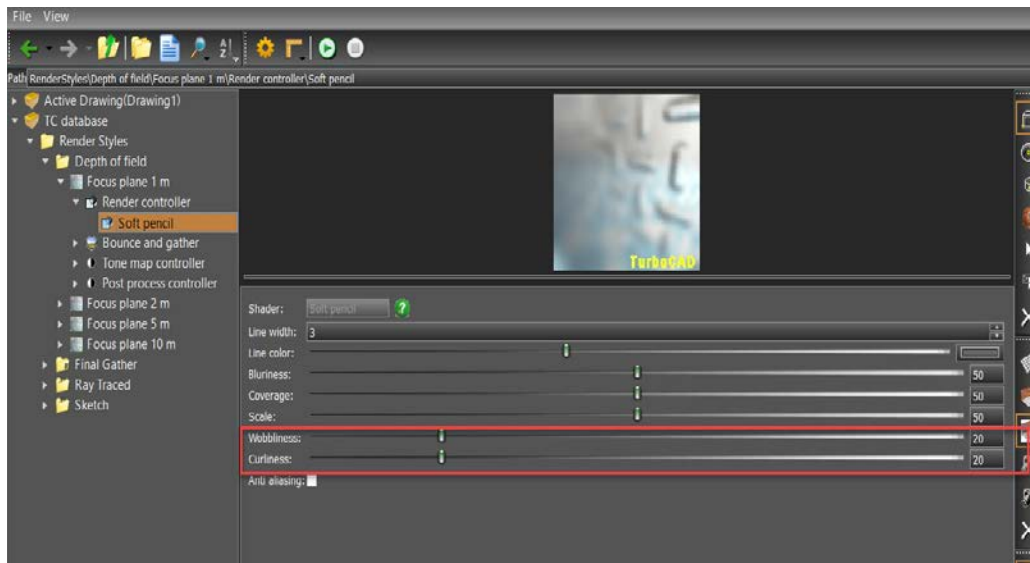 File View
Path RenderStyles\Depth of field\Focus plane 1 m\Render controller\Soft pencil
Active Drawing(Drawing1)
TC database
Render Styles
Depth of field
Focus plane 1 m
Render controller
Soft pencil
Bounce and gather
Tone map controller
Post process controller
Focus plane 2 m
Focus plane 5 m
Focus plane 10 m
Final Gather
Ray Traced
Sketch
TurboCAD
Shader: Soft pencil ?
Line width: 3
Line color:
Bluriness: 50
Coverage: 50
Scale: 50
Wobbliness: 20
Curliness: 20
Anti aliasing: